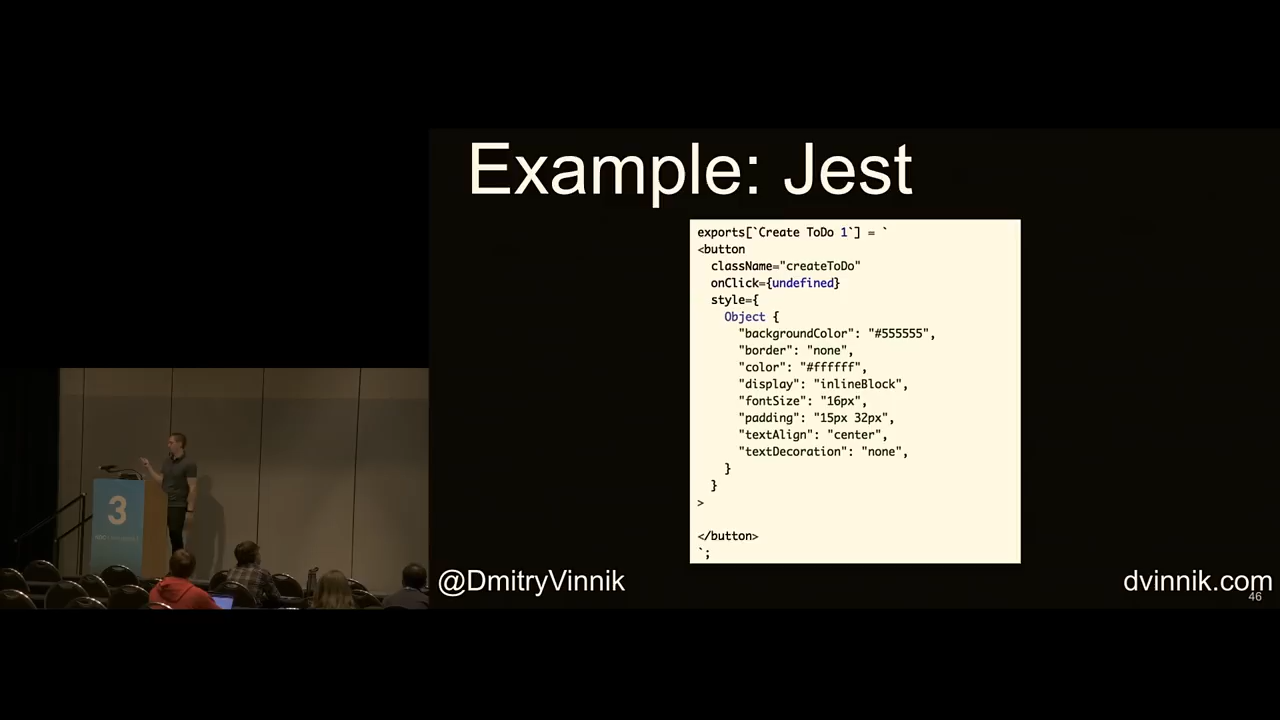 Example: Jest
exports[`Create ToDo 1`] = `
<button
className="createToDo"
onClick={undefined}
style={
Object {
"backgroundColor": "#555555",
"border": "none",
"color": "#ffffff",
"display": "inlineBlock",
"fontSize": "16px",
"padding": "15px 32px",
"textAlign": "center",
"textDecoration": "none",
}
}
>
</button>
`;
@DmitryVinnik
dvinnik.com
46
3